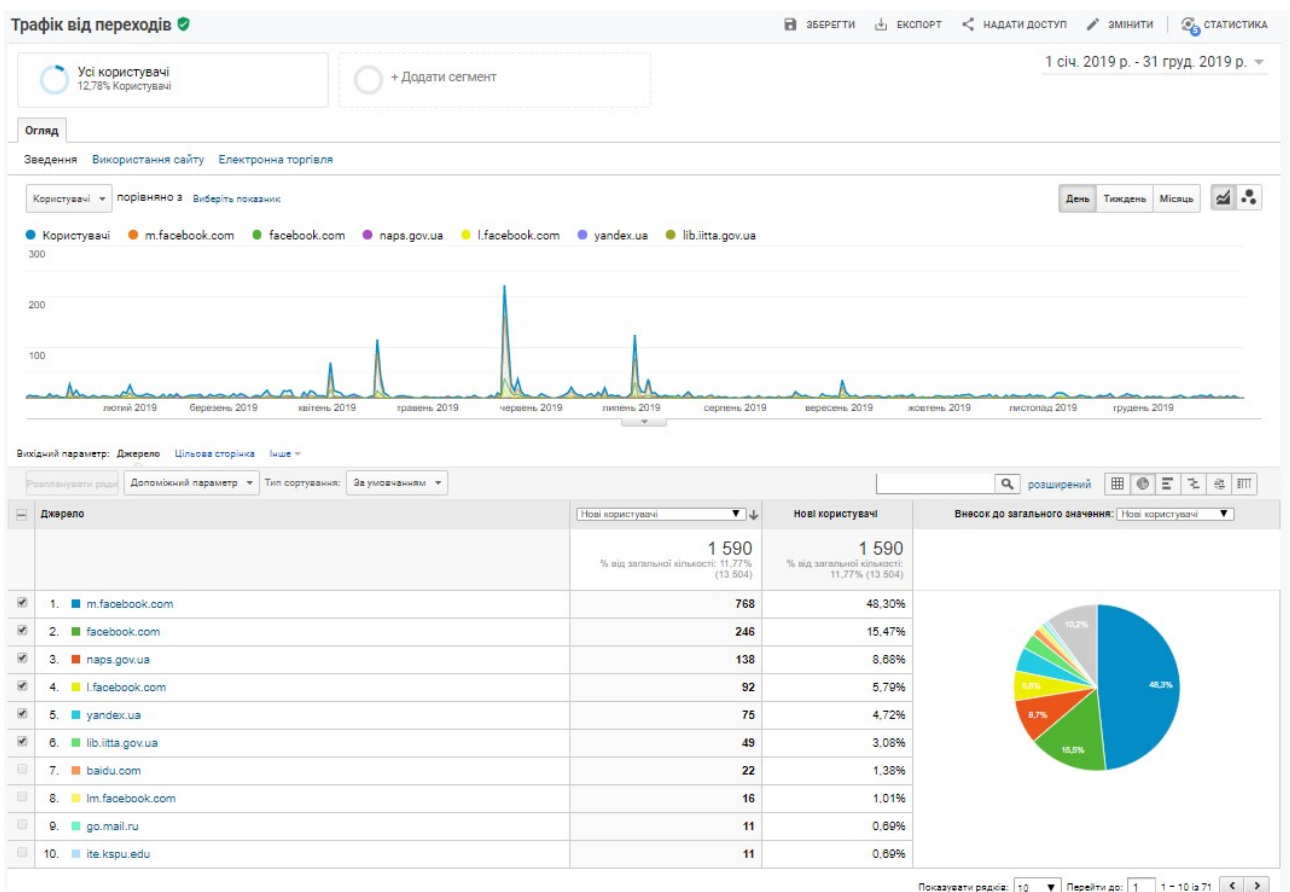 Трафік від переходів
ЗБЕРЕГТИ ЕКСПОРТ НАДАТИ ДОСТУП ЗМІНИТИ 5 СТАТИСТИКА
Усі користувачі
12,78% Користувачі
+ Додати сегмент
1 січ. 2019 р. - 31 груд. 2019 р.
Огляд
Зведення Використання сайту Електронна торгівля
Користувачі порівняно з Виберіть показник
День Тиждень Місяць
Користувачі m.facebook.com facebook.com naps.gov.ua l.facebook.com yandex.ua lib.iitta.gov.ua
300
200
100
лютий 2019 березень 2019 квітень 2019 травень 2019 червень 2019 липень 2019 серпень 2019 вересень 2019 жовтень 2019 листопад 2019 грудень 2019
Вихідний параметр: Джерело Цільова сторінка Інше
Розпланувати ряди Допоміжний параметр Тип сортування: За умовчанням
розширений
Джерело Нові користувачі Нові користувачі Внесок до загального значення: Нові користувачі
1 590 1 590
% від загальної кількості: 11,77% (13 504) % від загальної кількості: 11,77% (13 504)
1. m.facebook.com 768 48,30%
2. facebook.com 246 15,47%
3. naps.gov.ua 138 8,68%
4. l.facebook.com 92 5,79%
5. yandex.ua 75 4,72%
6. lib.iitta.gov.ua 49 3,08%
7. baidu.com 22 1,38%
8. lm.facebook.com 16 1,01%
9. go.mail.ru 11 0,69%
10. ite.kspu.edu 11 0,69%
10,2%
48,3%
5,8%
8,7%
15,5%
Показувати рядків: 10 Перейти до: 1 1 – 10 із 71